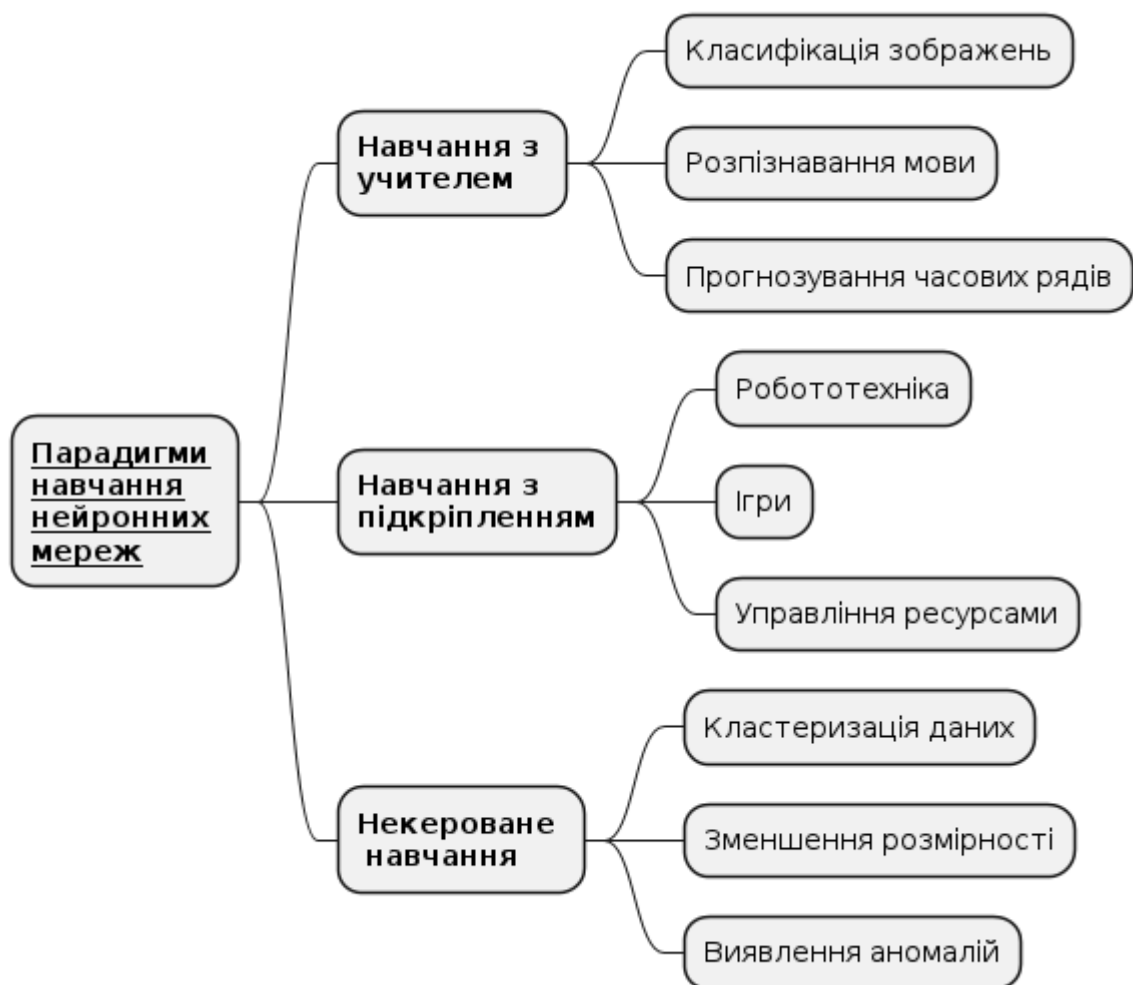 Парадигми
навчання
нейронних
мереж
Навчання з
учителем
Класифікація зображень
Розпізнавання мови
Прогнозування часових рядів
Навчання з
підкріпленням
Робототехніка
Ігри
Управління ресурсами
Некероване
навчання
Кластеризація даних
Зменшення розмірності
Виявлення аномалій